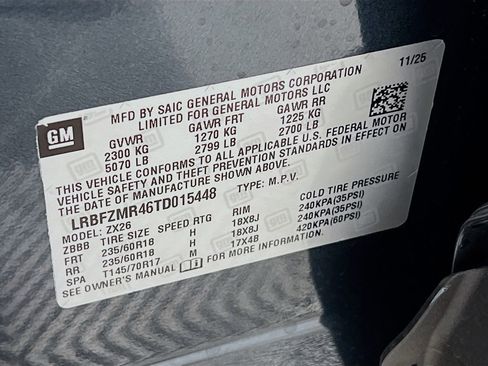 GM
11/25
MFD BY SAIC GENERAL MOTORS CORPORATION
LIMITED FOR GENERAL MOTORS LLC
GVWR GAWR FRT GAWR RR
2300 KG 1270 KG 1225 KG
5070 LB 2799 LB 2700 LB
THIS VEHICLE CONFORMS TO ALL APPLICABLE U.S. FEDERAL MOTOR
VEHICLE SAFETY AND THEFT PREVENTION STANDARDS IN EFFECT ON
THE DATE OF MANUFACTURE SHOWN ABOVE.
LRBFZMR46TD015448 TYPE: M.P.V.
MODEL: ZX26
ZBBB TIRE SIZE SPEED RTG RIM COLD TIRE PRESSURE
FRT 235/60R18 H 18X8J 240KPA(35PSI)
RR 235/60R18 H 18X8J 240KPA(35PSI)
SPA T145/70R17 M 17X4B 420KPA(60PSI)
SEE OWNER'S MANUAL FOR MORE INFORMATION.